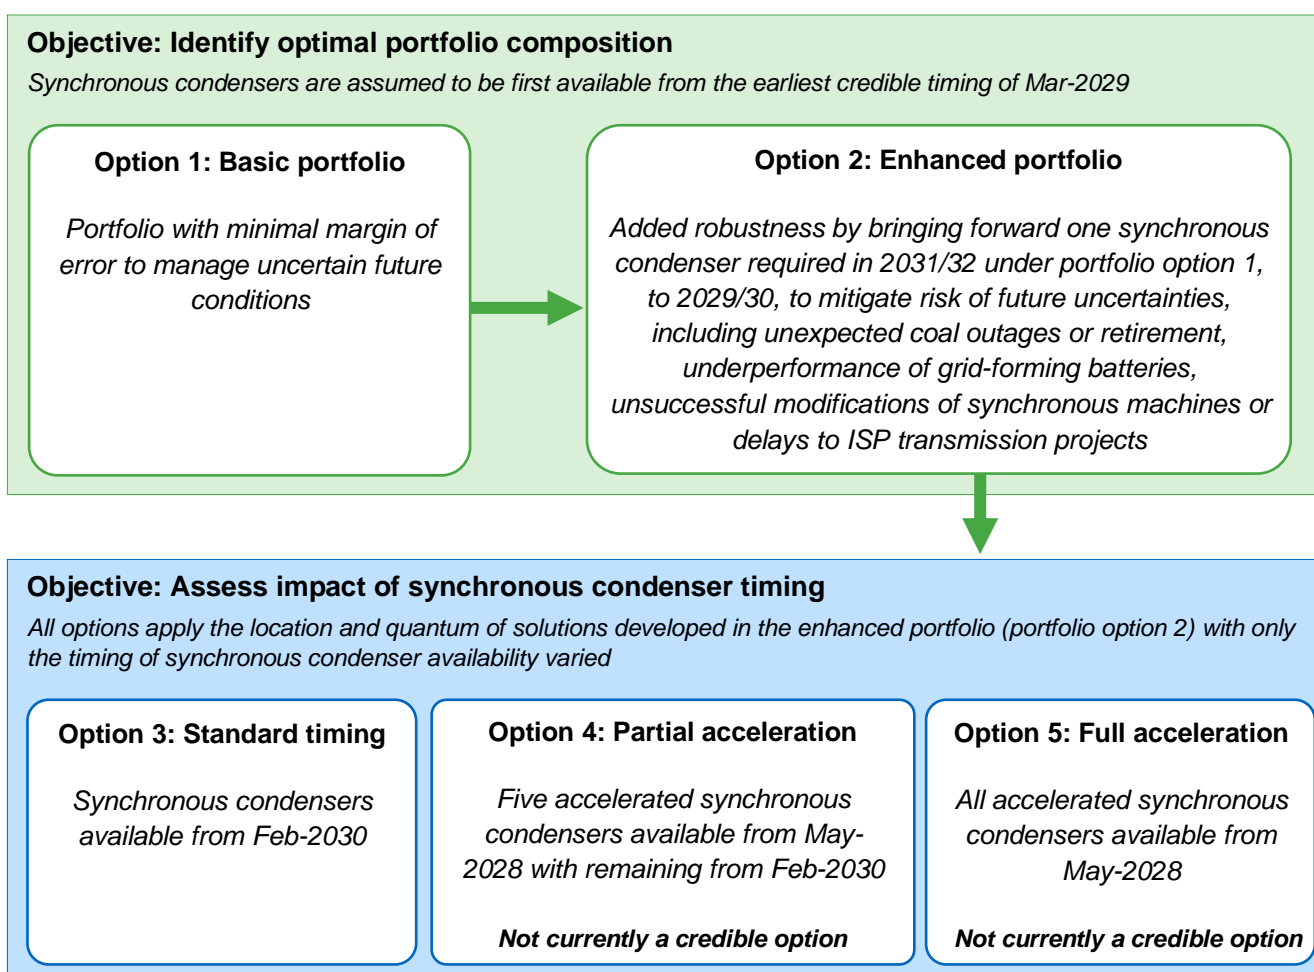 Objective: Identify optimal portfolio composition
Synchronous condensers are assumed to be first available from the earliest credible timing of Mar-2029
Option 1: Basic portfolio
Portfolio with minimal margin of
error to manage uncertain future
conditions
Option 2: Enhanced portfolio
Added robustness by bringing forward one synchronous
condenser required in 2031/32 under portfolio option 1,
to 2029/30, to mitigate risk of future uncertainties,
including unexpected coal outages or retirement,
underperformance of grid-forming batteries,
unsuccessful modifications of synchronous machines or
delays to ISP transmission projects
Objective: Assess impact of synchronous condenser timing
All options apply the location and quantum of solutions developed in the enhanced portfolio (portfolio option 2) with only
the timing of synchronous condenser availability varied
Option 3: Standard timing
Synchronous condensers
available from Feb-2030
Option 4: Partial acceleration
Five accelerated synchronous
condensers available from May-
2028 with remaining from Feb-2030
Not currently a credible option
Option 5: Full acceleration
All accelerated synchronous
condensers available from
May-2028
Not currently a credible option